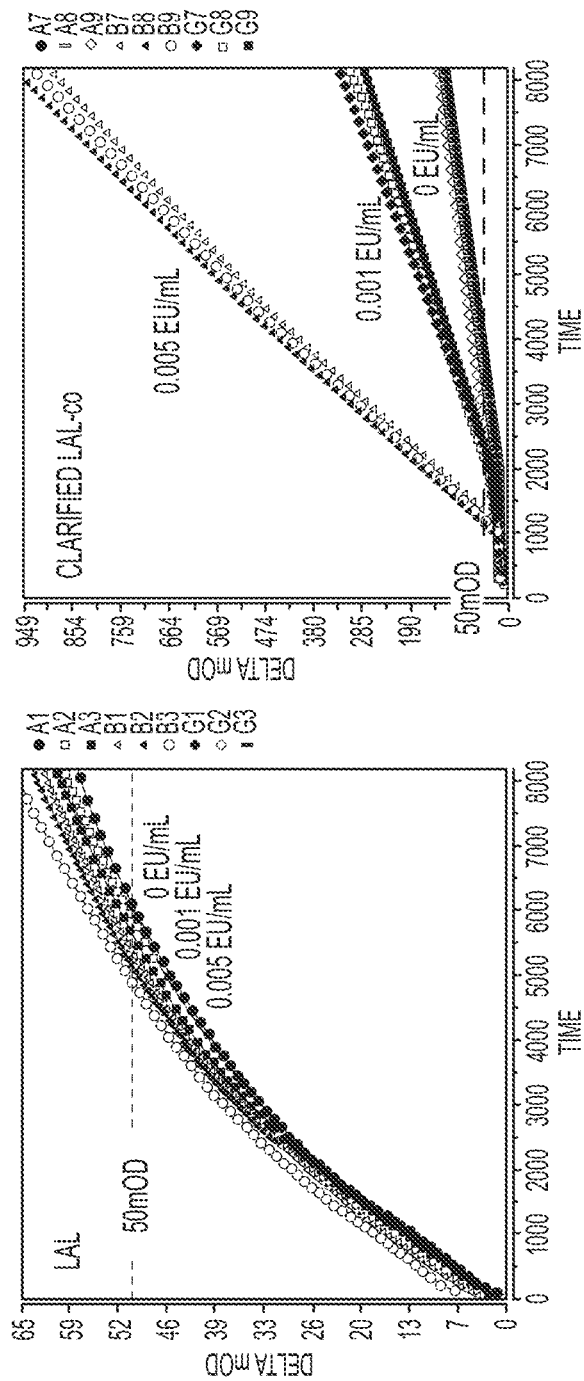 LAL
DELTA mOD
65
59
52
46
39
33
26
20
13
6
0
50mOD
0 EU/mL
0.001 EU/mL
0.005 EU/mL
0 1000 2000 3000 4000 5000 6000 7000 8000
TIME
A1
A2
A3
B1
B2
B3
G1
G2
G3
CLARIFIED LAL-co
DELTA mOD
949
854
759
664
569
474
380
285
190
50mOD
0
0.005 EU/mL
0.001 EU/mL
0 EU/mL
0 1000 2000 3000 4000 5000 6000 7000 8000
TIME
A7
A8
A9
B7
B8
B9
G7
G8
G9